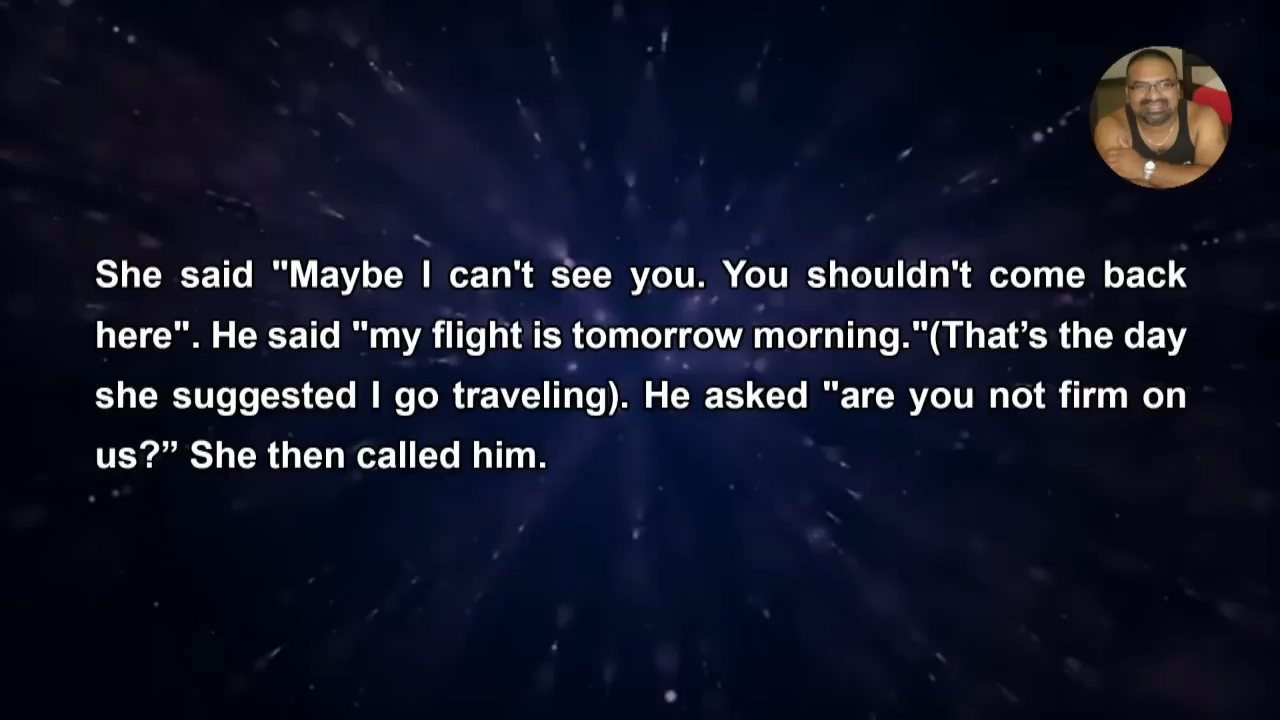 She said "Maybe I can't see you. You shouldn't come back
here". He said "my flight is tomorrow morning."(That’s the day
she suggested I go traveling). He asked "are you not firm on
us?” She then called him.